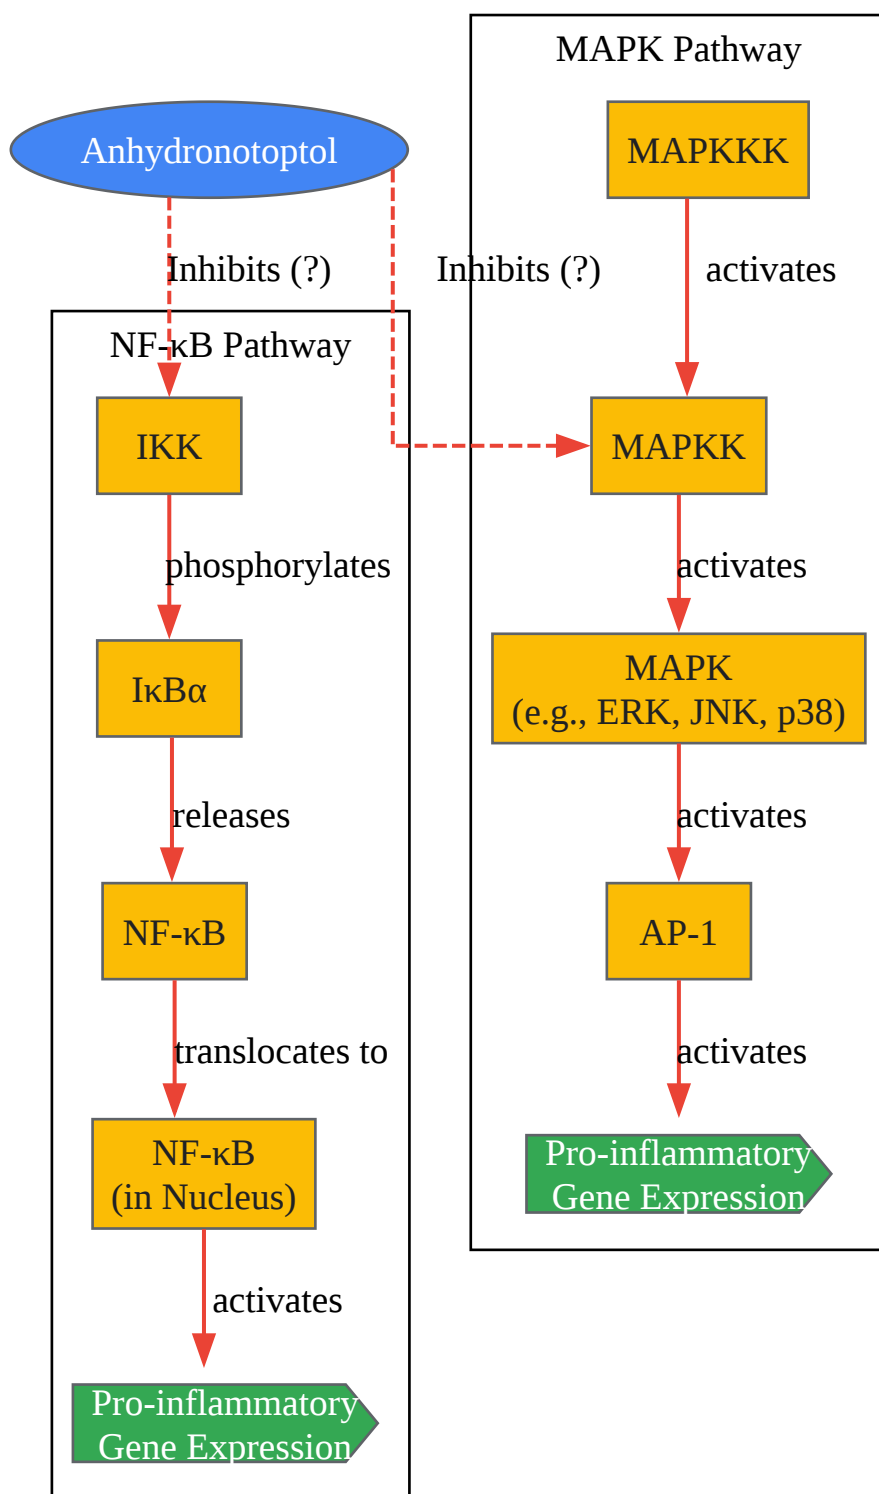 Anhydronotoptol
Inhibits (?)
Inhibits (?)
NF-κB Pathway
IKK
phosphorylates
IκBα
releases
NF-κB
translocates to
NF-κB
(in Nucleus)
activates
Pro-inflammatory
Gene Expression
MAPK Pathway
MAPKKK
activates
MAPKK
activates
MAPK
(e.g., ERK, JNK, p38)
activates
AP-1
activates
Pro-inflammatory
Gene Expression